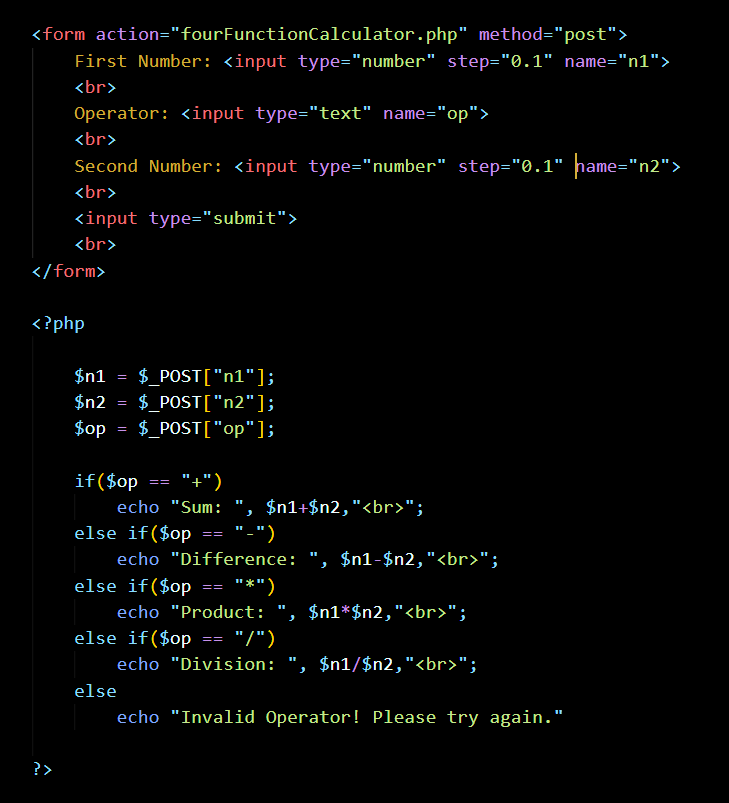 <form action="fourFunctionCalculator.php" method="post">
    First Number: <input type="number" step="0.1" name="n1">
    <br>
    Operator: <input type="text" name="op">
    <br>
    Second Number: <input type="number" step="0.1" name="n2">
    <br>
    <input type="submit">
    <br>
</form>

<?php

    $n1 = $_POST["n1"];
    $n2 = $_POST["n2"];
    $op = $_POST["op"];

    if($op == "+")
        echo "Sum: ", $n1+$n2,"<br>";
    else if($op == "-")
        echo "Difference: ", $n1-$n2,"<br>";
    else if($op == "*")
        echo "Product: ", $n1*$n2,"<br>";
    else if($op == "/")
        echo "Division: ", $n1/$n2,"<br>";
    else
        echo "Invalid Operator! Please try again."

?>